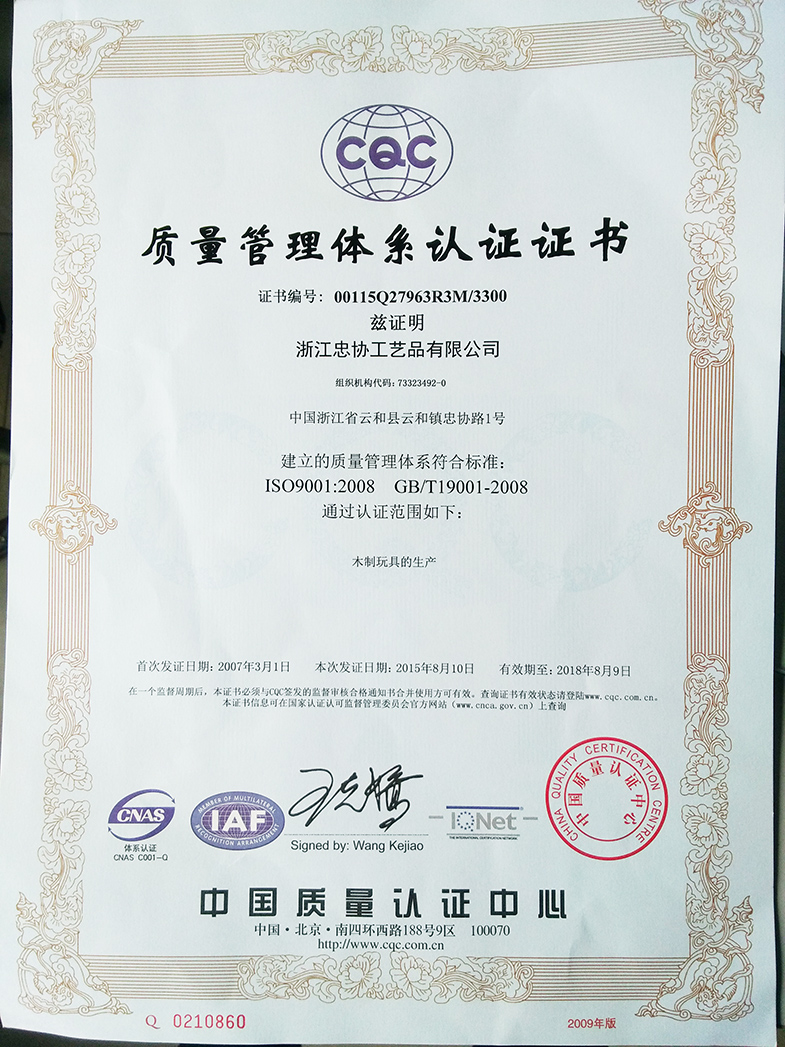 CQC
质量管理体系认证证书
证书编号: 00115Q27963R3M/3300
兹证明
浙江忠协工艺品有限公司
组织机构代码: 73323492-0
中国浙江省云和县云和镇忠协路1号
建立的质量管理体系符合标准:
ISO9001:2008 GB/T19001-2008
通过认证范围如下:
木制玩具的生产
首次发证日期: 2007年3月1日 本次发证日期: 2015年8月10日 有效期至: 2018年8月9日
在一个监督周期后，本证书必须与CQC签发的监督审核合格通知书合并使用方可有效。查询证书有效状态请登陆www.cqc.com.cn。
本证书信息可在国家认证认可监督管理委员会官方网站（www.cnca.gov.cn）上查询
CNAS
体系认证
CNAS C001-Q
MEMBER OF MULTILATERAL
IAF
RECOGNITION ARRANGEMENT
王克娇
Signed by: Wang Kejiao
IQNet
THE INTERNATIONAL CERTIFICATION NETWORK
CHINA QUALITY CERTIFICATION CENTRE
中国质量认证中心
中国质量认证中心
中国·北京·南四环西路188号9区 100070
http://www.cqc.com.cn
Q 0210860
2009年版